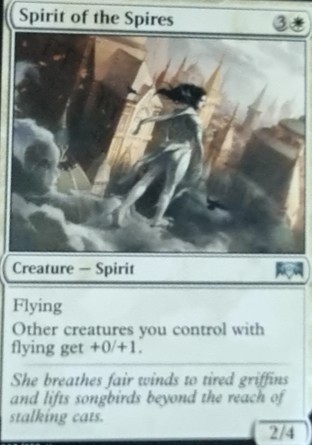 Spirit of the Spires 3
Creature — Spirit
Flying
Other creatures you control with
flying get +0/+1.
She breathes fair winds to tired griffins
and lifts songbirds beyond the reach of
stalking cats.
2/4